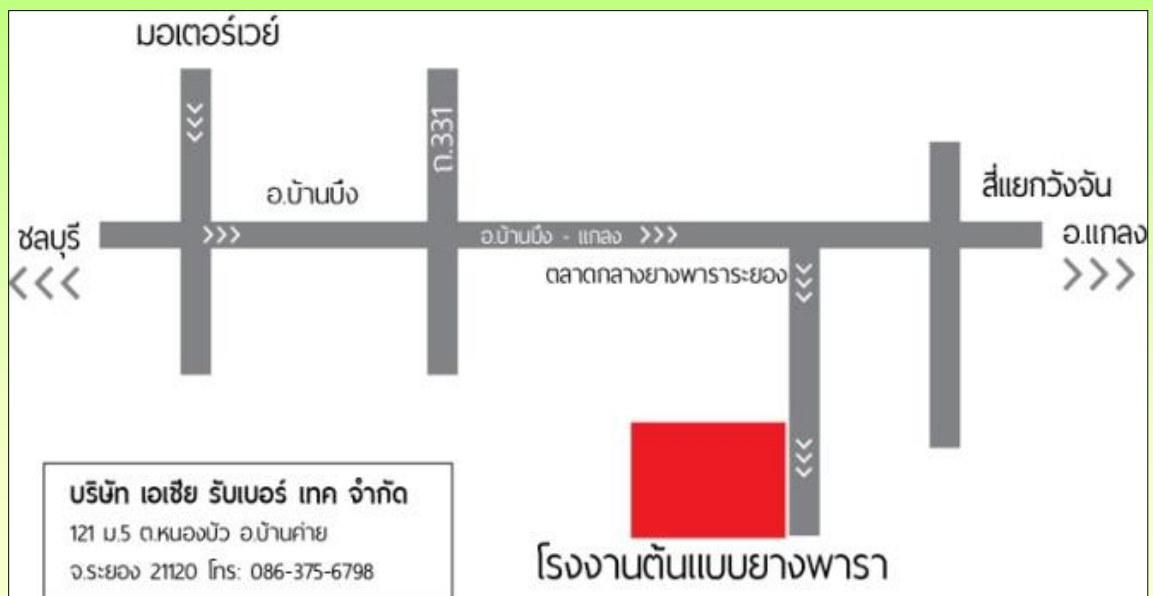 มอเตอร์เวย์
ถ.331
อ.บ้านบึง
สี่แยกวังจัน
ชลบุรี
อ.บ้านบึง - แกลง
อ.แกลง
ตลาดกลางยางพาราระยอง
บริษัท เอเชีย รับเบอร์ เทค จำกัด
121 ม.5 ต.หนองบัว อ.บ้านค่าย
จ.ระยอง 21120 โทร: 086-375-6798
โรงงานต้นแบบยางพารา